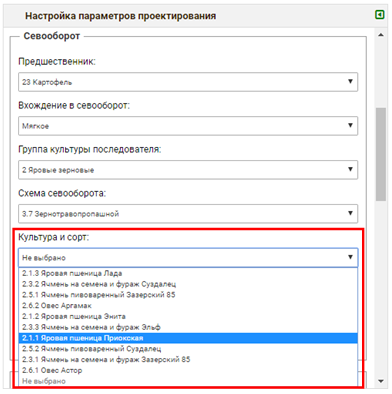 Настройка параметров проектирования
Севооборот
Предшественник:
23 Картофель
Вхождение в севооборот:
Мягкое
Группа культуры последователя:
2 Яровые зерновые
Схема севооборота:
3.7 Зернотравопропашной
Культура и сорт:
Не выбрано
2.1.3 Яровая пшеница Лада
2.3.2 Ячмень на семена и фураж Суздалец
2.5.1 Ячмень пивоваренный Зазерский 85
2.6.2 Овес Аргамак
2.1.2 Яровая пшеница Энита
2.3.3 Ячмень на семена и фураж Эльф
2.1.1 Яровая пшеница Приокская
2.5.2 Ячмень пивоваренный Суздалец
2.3.1 Ячмень на семена и фураж Зазерский 85
2.6.1 Овес Астор
Не выбрано